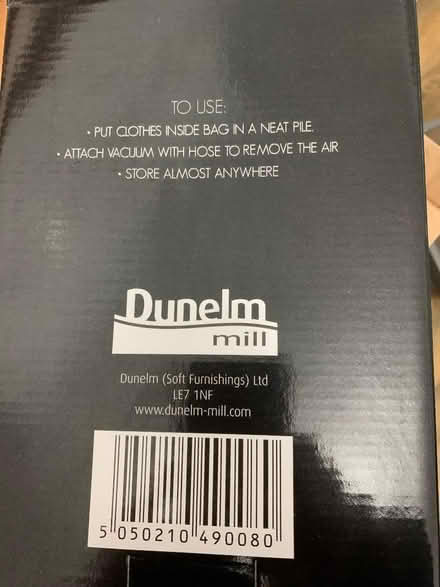 TO USE:
• PUT CLOTHES INSIDE BAG IN A NEAT PILE.
• ATTACH VACUUM WITH HOSE TO REMOVE THE AIR
• STORE ALMOST ANYWHERE
Dunelm
mill
Dunelm (Soft Furnishings) Ltd
LE7 1NF
www.dunelm-mill.com
5 050210 490080